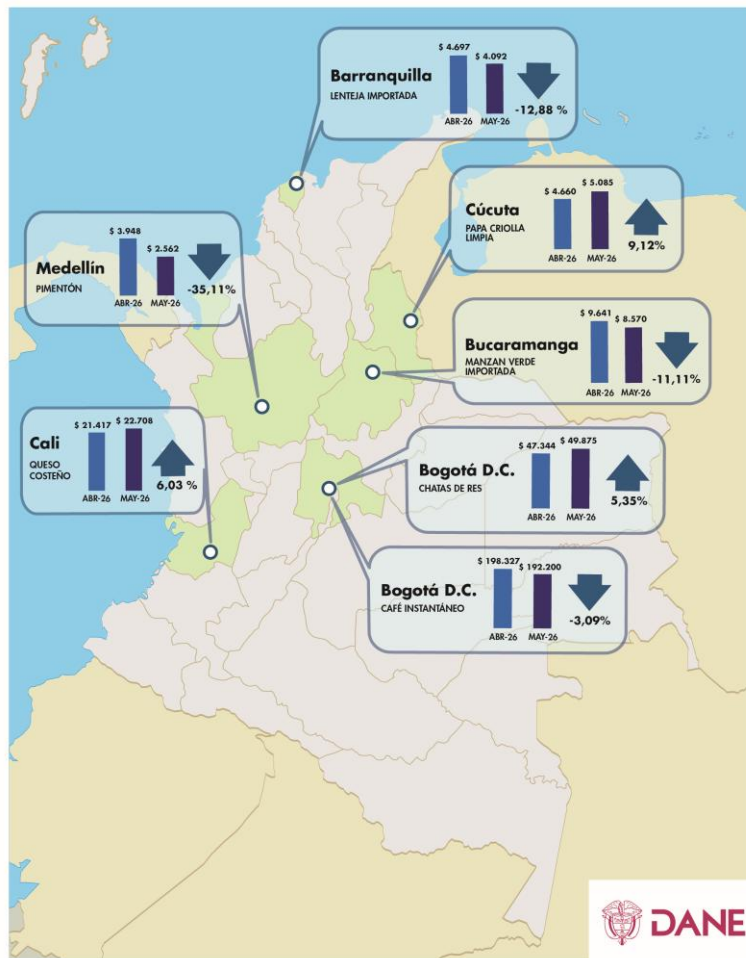 Barranquilla
LENTEJA IMPORTADA
$ 4.697
$ 4.092
ABR-26
MAY-26
-12,88 %
Cúcuta
PAPA CRIOLLA
LIMPIA
$ 4.660
$ 5.085
ABR-26
MAY-26
9,12%
Medellín
PIMENTÓN
$ 3.948
$ 2.562
ABR-26
MAY-26
-35,11%
Bucaramanga
MANZAN VERDE
IMPORTADA
$ 9.641
$ 8.570
ABR-26
MAY-26
-11,11%
Cali
QUESO
COSTEÑO
$ 21.417
$ 22.708
ABR-26
MAY-26
6,03 %
Bogotá D.C.
CHATAS DE RES
$ 47.344
$ 49.875
ABR-26
MAY-26
5,35%
Bogotá D.C.
CAFÉ INSTANTÁNEO
$ 198.327
$ 192.200
ABR-26
MAY-26
-3,09%
DANE